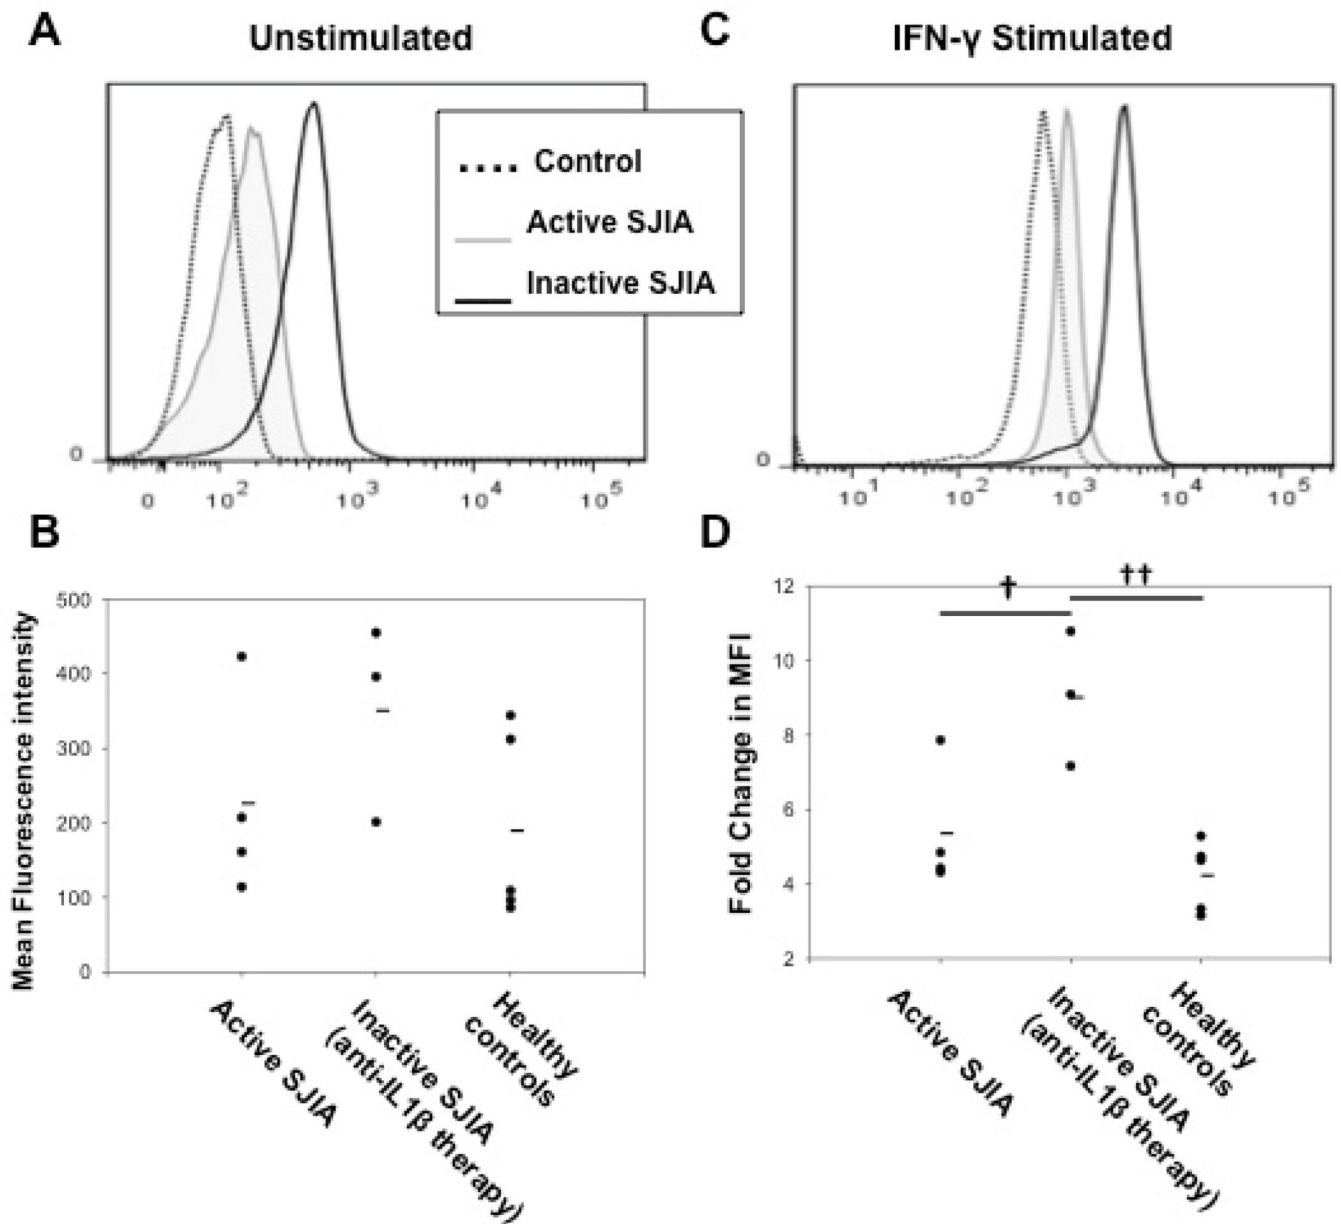 A
Unstimulated
Control
Active SJIA
Inactive SJIA
0
0 10² 10³ 10⁴ 10⁵
C
IFN-γ Stimulated
0
10¹ 10² 10³ 10⁴ 10⁵
B
Mean Fluorescence intensity
500
400
300
200
100
0
Active SJIA
Inactive SJIA
(anti-IL1β therapy)
Healthy
controls
D
Fold Change in MFI
12
10
8
6
4
2
†
††
Active SJIA
Inactive SJIA
(anti-IL1β therapy)
Healthy
controls